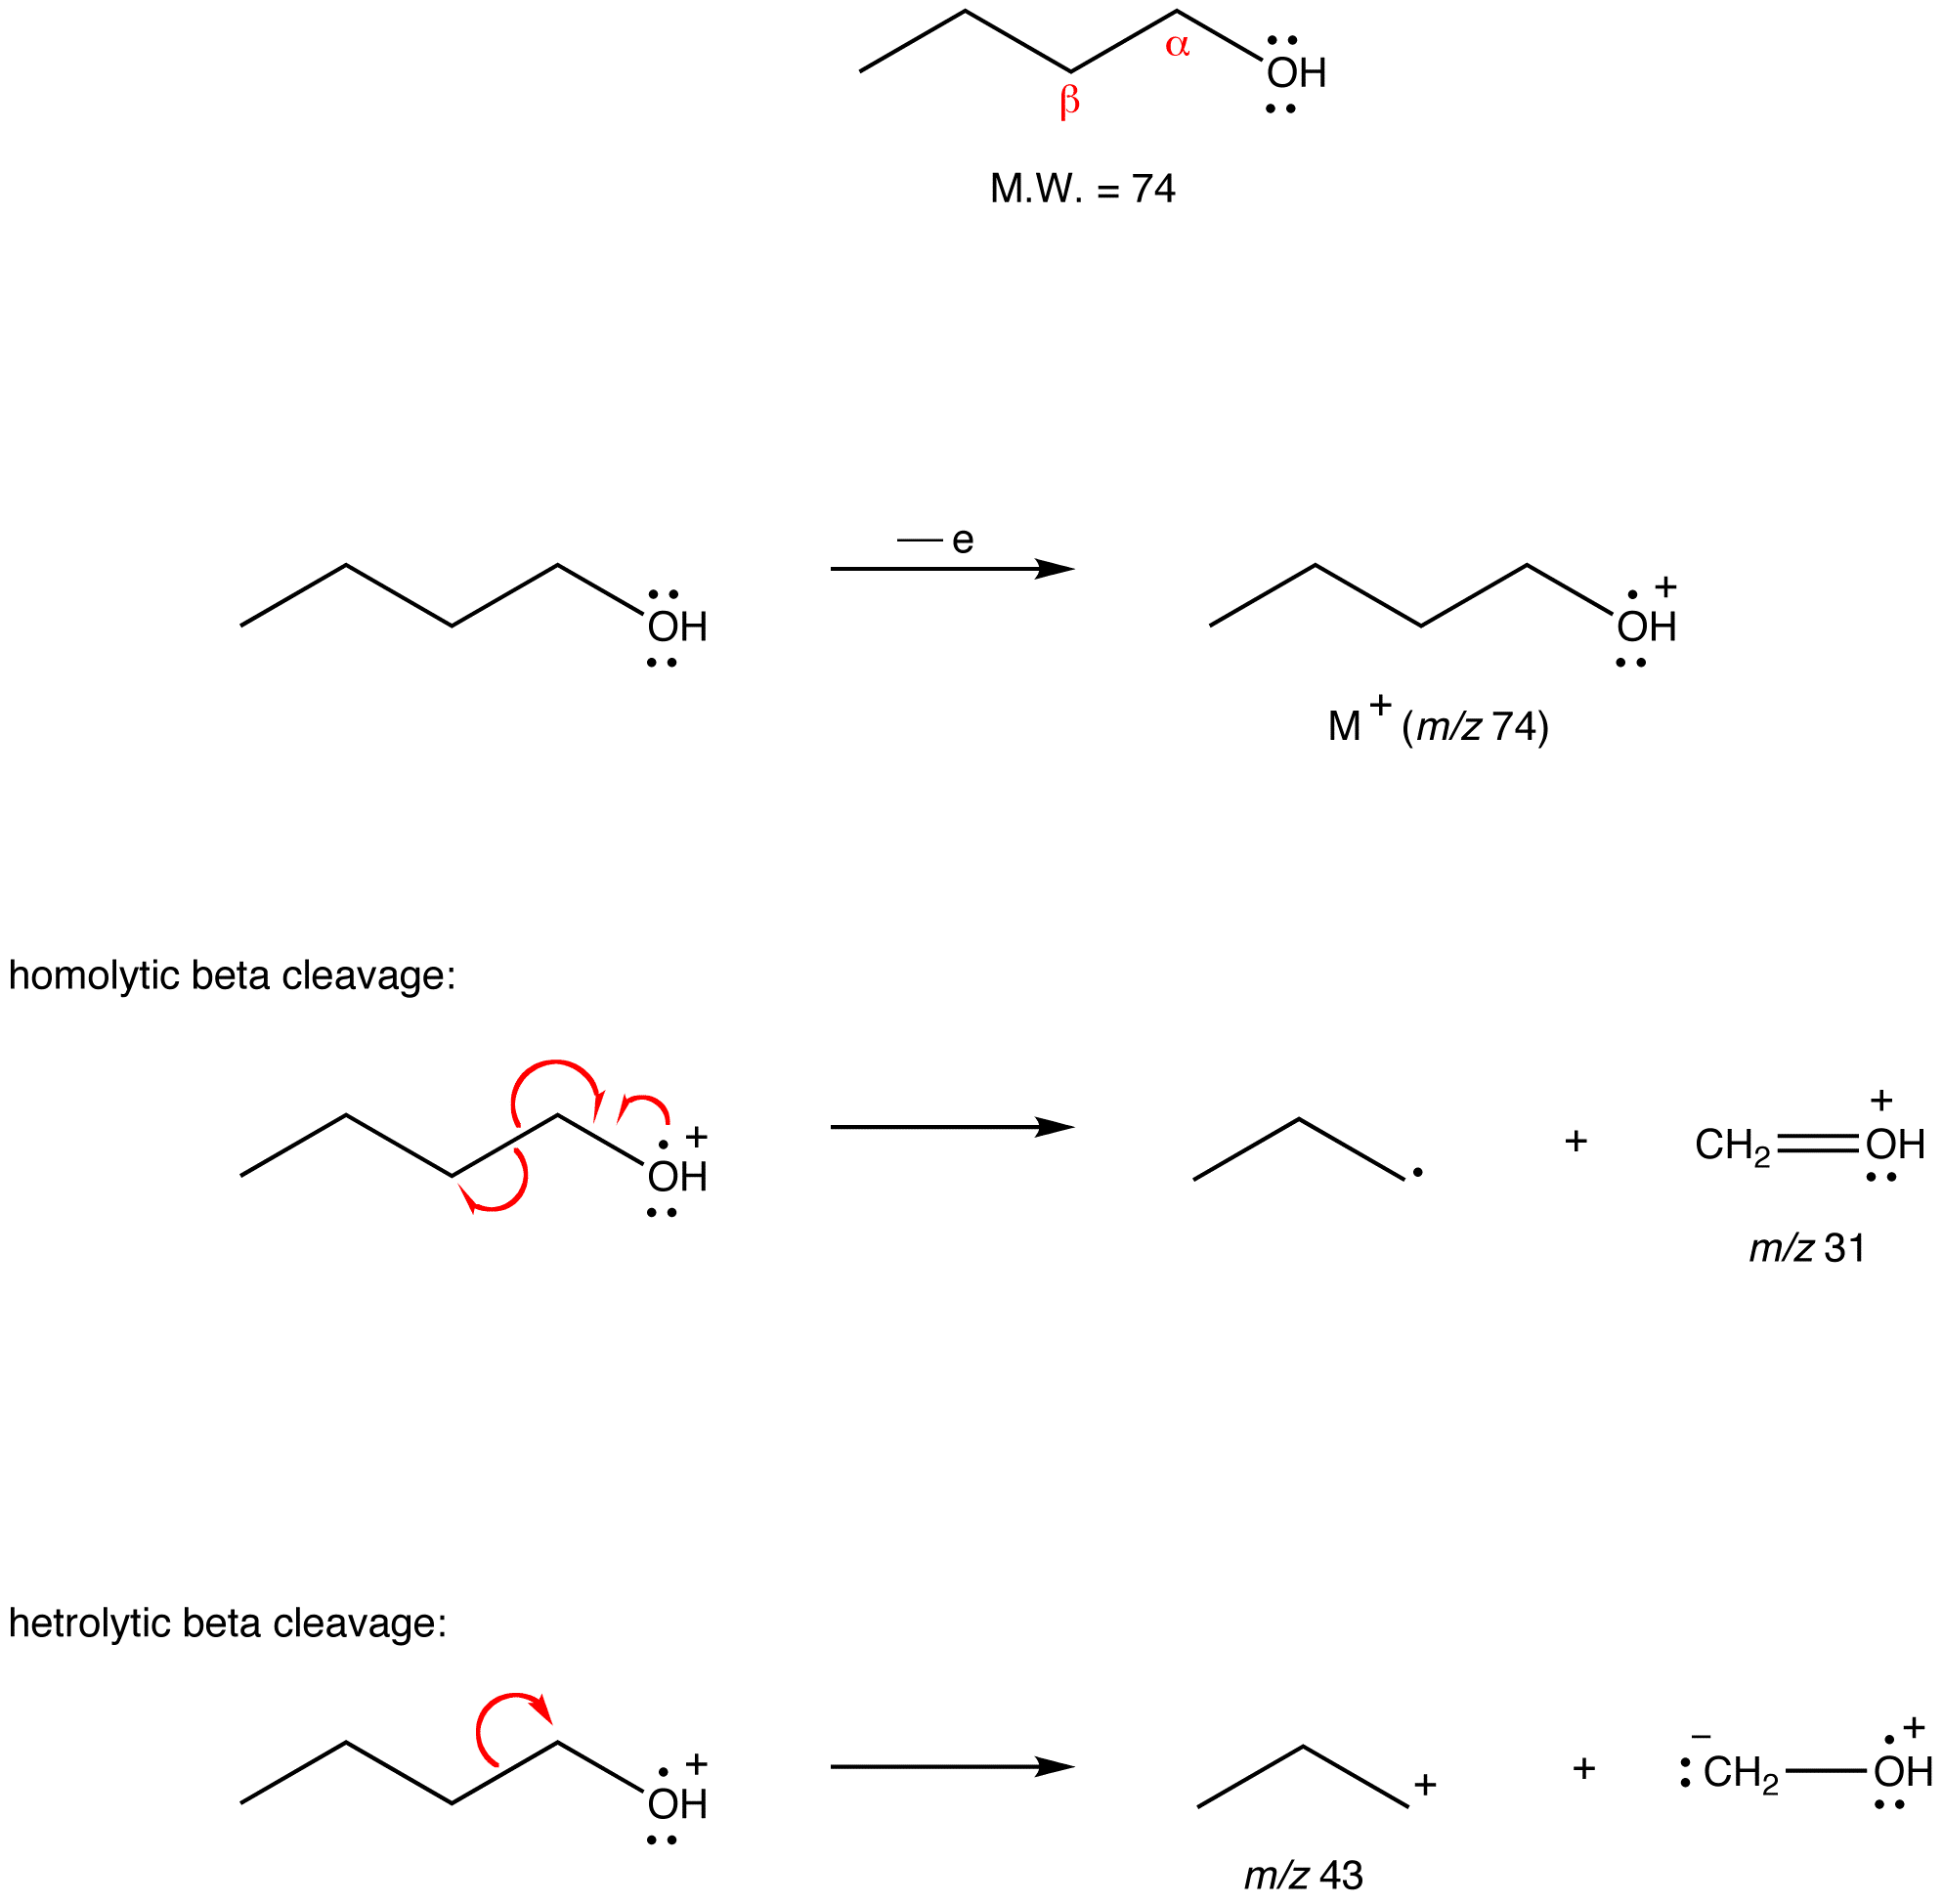 α
OH
β
M.W. = 74
— e
OH
+
OH
M + (m/z 74)
homolytic beta cleavage:
+
OH
+
+
CH2 OH
m/z 31
hetrolytic beta cleavage:
+
OH
+
+
− +
:CH2 OH
m/z 43